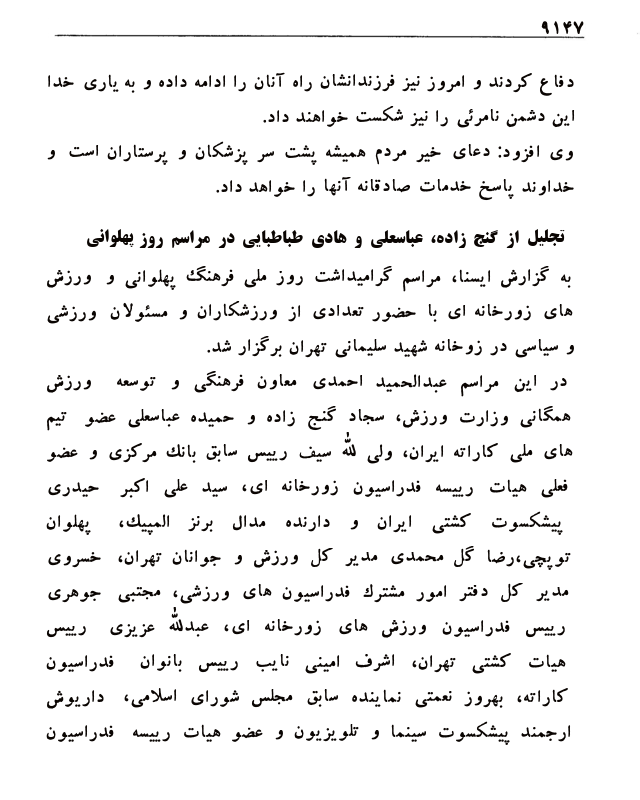 ۹۱۴۷
دفاع کردند و امروز نیز فرزندانشان راه آنان را ادامه داده و به یاری خدا
این دشمن نامرئی را نیز شکست خواهند داد.
وی افزود: دعای خیر مردم همیشه پشت سر پزشکان و پرستاران است و
خداوند پاسخ خدمات صادقانه آنها را خواهد داد.
تجلیل از گنج زاده، عباسعلی و هادی طباطبایی در مراسم روز پهلوانی
به گزارش ایسنا، مراسم گرامیداشت روز ملی فرهنگ پهلوانی و ورزش
های زورخانه ای با حضور تعدادی از ورزشکاران و مسئولان ورزشی
و سیاسی در زوخانه شهید سلیمانی تهران برگزار شد.
در این مراسم عبدالحمید احمدی معاون فرهنگی و توسعه ورزش
همگانی وزارت ورزش، سجاد گنج زاده و حمیده عباسعلی عضو تیم
های ملی کاراته ایران، ولی لله سیف رییس سابق بانک مرکزی و عضو
فعلی هیات رییسه فدراسیون زورخانه ای، سید علی اکبر حیدری
پیشکسوت کشتی ایران و دارنده مدال برنز المپیک، پهلوان
توپچی،رضا گل محمدی مدیر کل ورزش و جوانان تهران، خسروی
مدیر کل دفتر امور مشترک فدراسیون های ورزشی، مجتبی جوهری
رییس فدراسیون ورزش های زورخانه ای، عبدلله عزیزی رییس
هیات کشتی تهران، اشرف امینی نایب رییس بانوان فدراسیون
کاراته، بهروز نعمتی نماینده سابق مجلس شورای اسلامی، داریوش
ارجمند پیشکسوت سینما و تلویزیون و عضو هیات رییسه فدراسیون